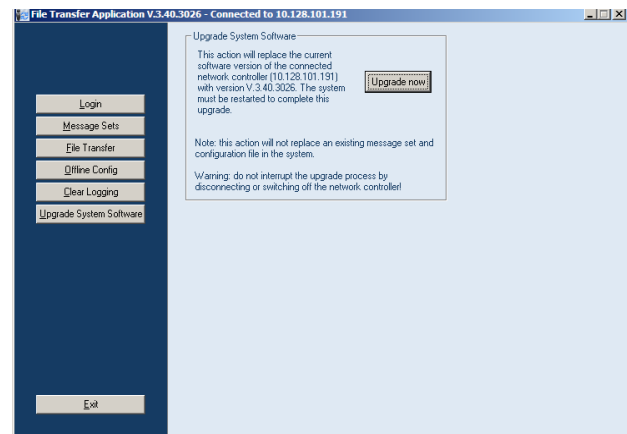 File Transfer Application V.3.40.3026 - Connected to 10.128.101.191
Login
Message Sets
File Transfer
Offline Config
Clear Logging
Upgrade System Software
Exit
Upgrade System Software
This action will replace the current
software version of the connected
network controller (10.128.101.191)
with version V.3.40.3026. The system
must be restarted to complete this
upgrade.
Upgrade now
Note: this action will not replace an existing message set and
configuration file in the system.
Warning: do not interrupt the upgrade process by
disconnecting or switching off the network controller!